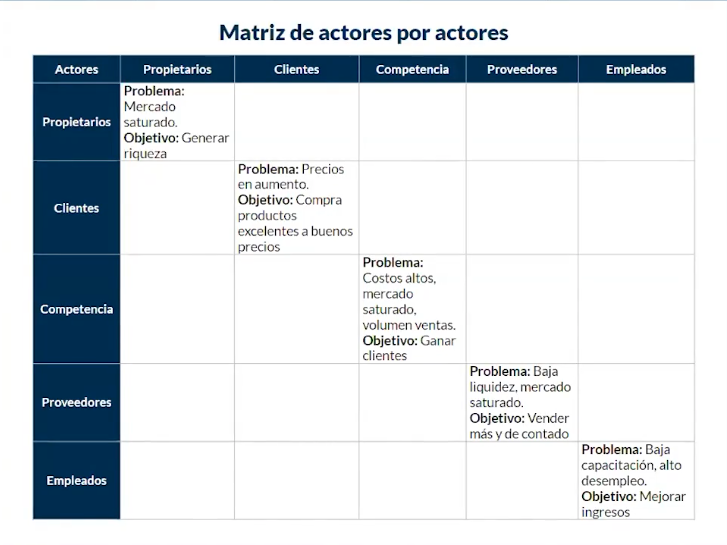 Matriz de actores por actores
Actores Propietarios Clientes Competencia Proveedores Empleados
Propietarios
Problema:
Mercado
saturado.
Objetivo: Generar
riqueza
Clientes
Problema: Precios
en aumento.
Objetivo: Compra
productos
excelentes a buenos
precios
Competencia
Problema:
Costos altos,
mercado
saturado,
volumen ventas.
Objetivo: Ganar
clientes
Proveedores
Problema: Baja
liquidez, mercado
saturado.
Objetivo: Vender
más y de contado
Empleados
Problema: Baja
capacitación, alto
desempleo.
Objetivo: Mejorar
ingresos